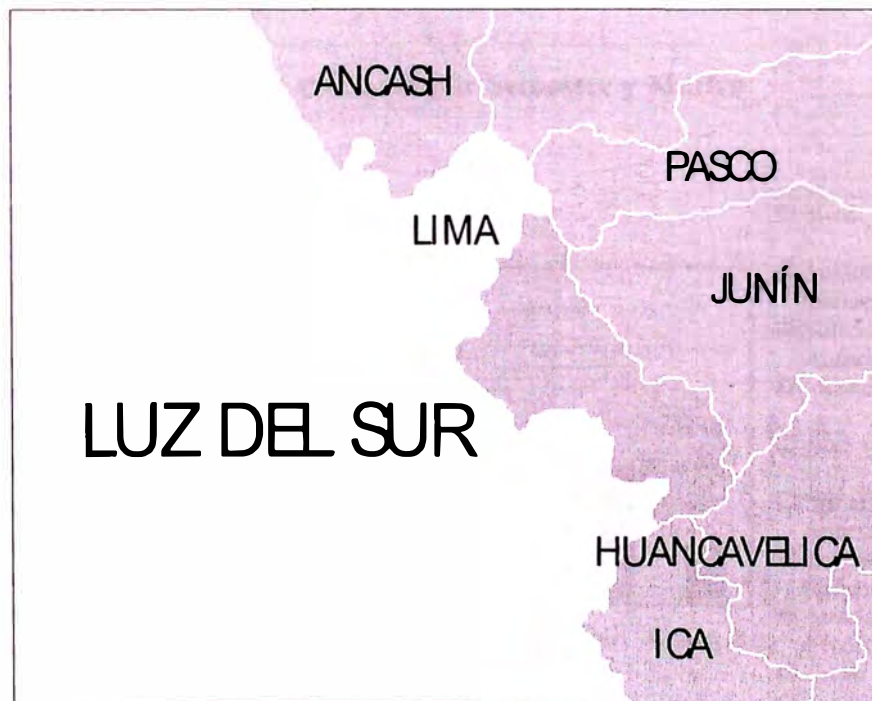 ANCASH
PASCO
LIMA
JUNÍN
LUZ DEL SUR
HUANCAVELICA
ICA